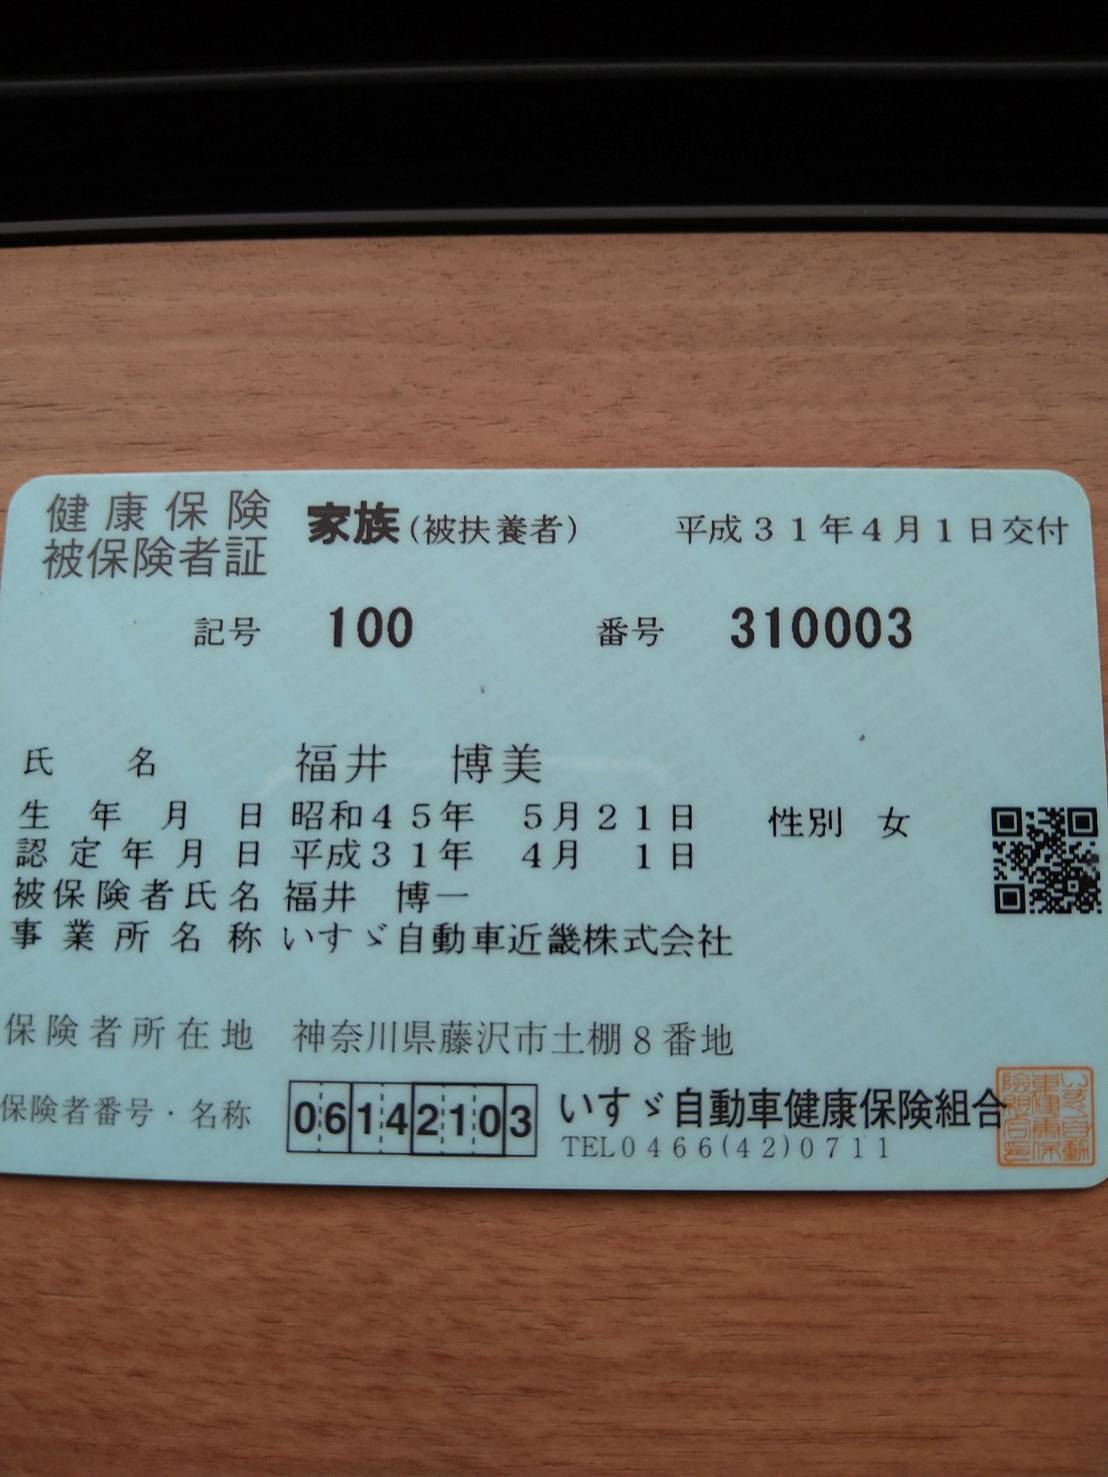 健康保険
被保険者証
家族(被扶養者)
平成31年4月1日交付
記号 100 番号 310003
氏名 福井 博美
生年月日 昭和45年 5月21日 性別 女
認定年月日 平成31年 4月 1日
被保険者氏名 福井 博一
事業所名称 いすゞ自動車近畿株式会社
保険者所在地 神奈川県藤沢市土棚8番地
保険者番号・名称 06142103 いすゞ自動車健康保険組合
TEL0466(42)0711